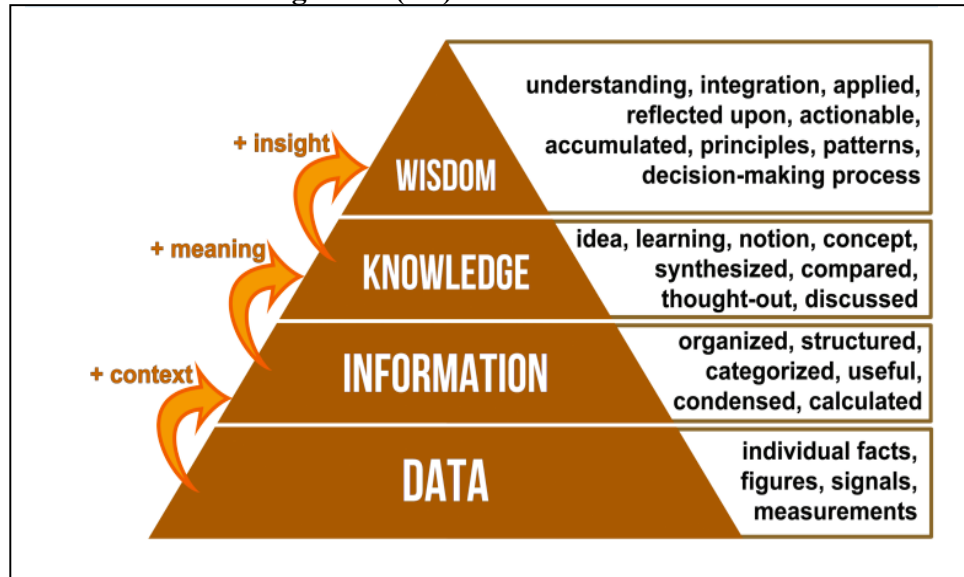 understanding, integration, applied,
reflected upon, actionable,
accumulated, principles, patterns,
decision-making process
+ insight
WISDOM
idea, learning, notion, concept,
synthesized, compared,
thought-out, discussed
+ meaning
KNOWLEDGE
organized, structured,
categorized, useful,
condensed, calculated
+ context
INFORMATION
individual facts,
figures, signals,
measurements
DATA